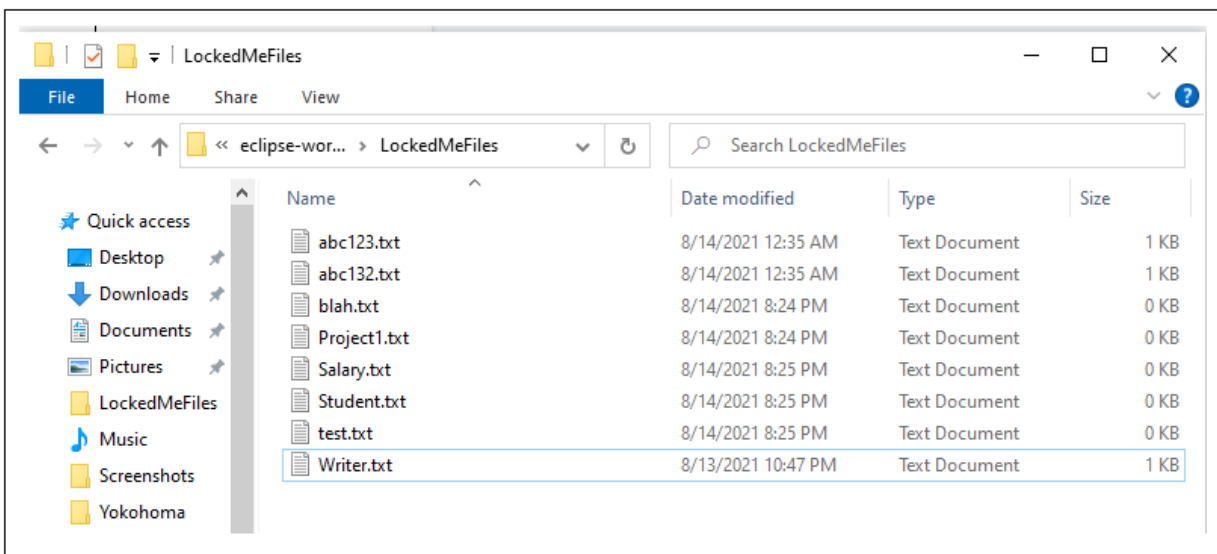 LockedMeFiles
File Home Share View
« eclipse-wor... > LockedMeFiles Search LockedMeFiles
Name Date modified Type Size
Quick access
Desktop
Downloads
Documents
Pictures
LockedMeFiles
Music
Screenshots
Yokohoma
abc123.txt 8/14/2021 12:35 AM Text Document 1 KB
abc132.txt 8/14/2021 12:35 AM Text Document 1 KB
blah.txt 8/14/2021 8:24 PM Text Document 0 KB
Project1.txt 8/14/2021 8:24 PM Text Document 0 KB
Salary.txt 8/14/2021 8:25 PM Text Document 0 KB
Student.txt 8/14/2021 8:25 PM Text Document 0 KB
test.txt 8/14/2021 8:25 PM Text Document 0 KB
Writer.txt 8/13/2021 10:47 PM Text Document 1 KB